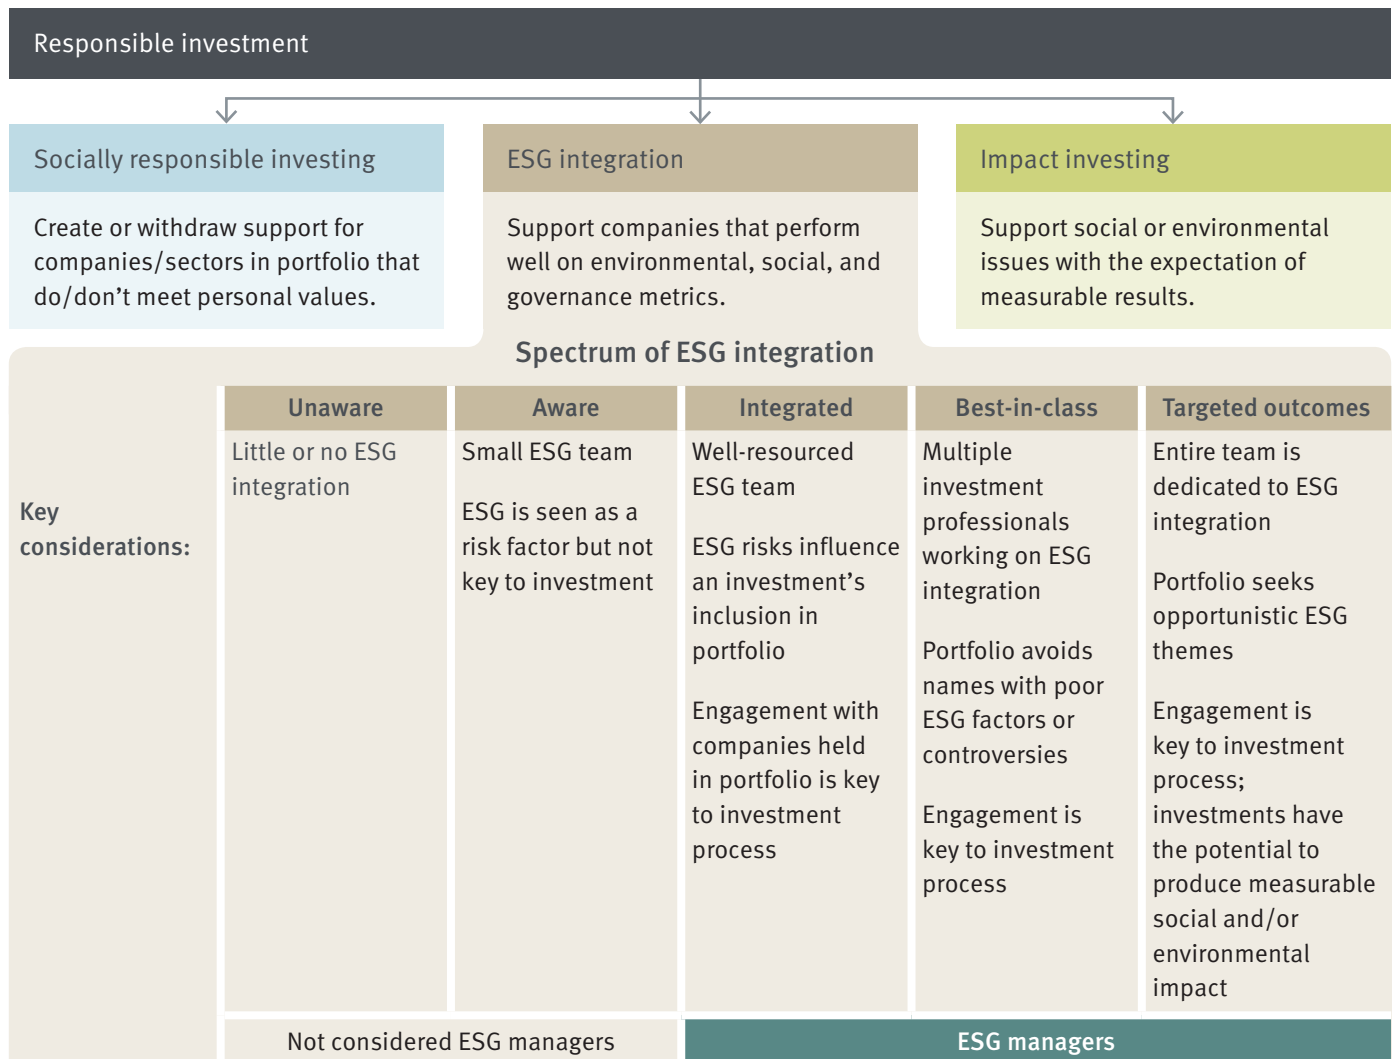 Responsible investment
Socially responsible investing
Create or withdraw support for
companies/sectors in portfolio that
do/don’t meet personal values.
ESG integration
Support companies that perform
well on environmental, social, and
governance metrics.
Impact investing
Support social or environmental
issues with the expectation of
measurable results.
Spectrum of ESG integration
Key
considerations:
Unaware
Little or no ESG
integration
Aware
Small ESG team
ESG is seen as a
risk factor but not
key to investment
Integrated
Well-resourced
ESG team
ESG risks influence
an investment’s
inclusion in
portfolio
Engagement with
companies held
in portfolio is key
to investment
process
Best-in-class
Multiple
investment
professionals
working on ESG
integration
Portfolio avoids
names with poor
ESG factors or
controversies
Engagement is
key to investment
process
Targeted outcomes
Entire team is
dedicated to ESG
integration
Portfolio seeks
opportunistic ESG
themes
Engagement is
key to investment
process;
investments have
the potential to
produce measurable
social and/or
environmental
impact
Not considered ESG managers
ESG managers